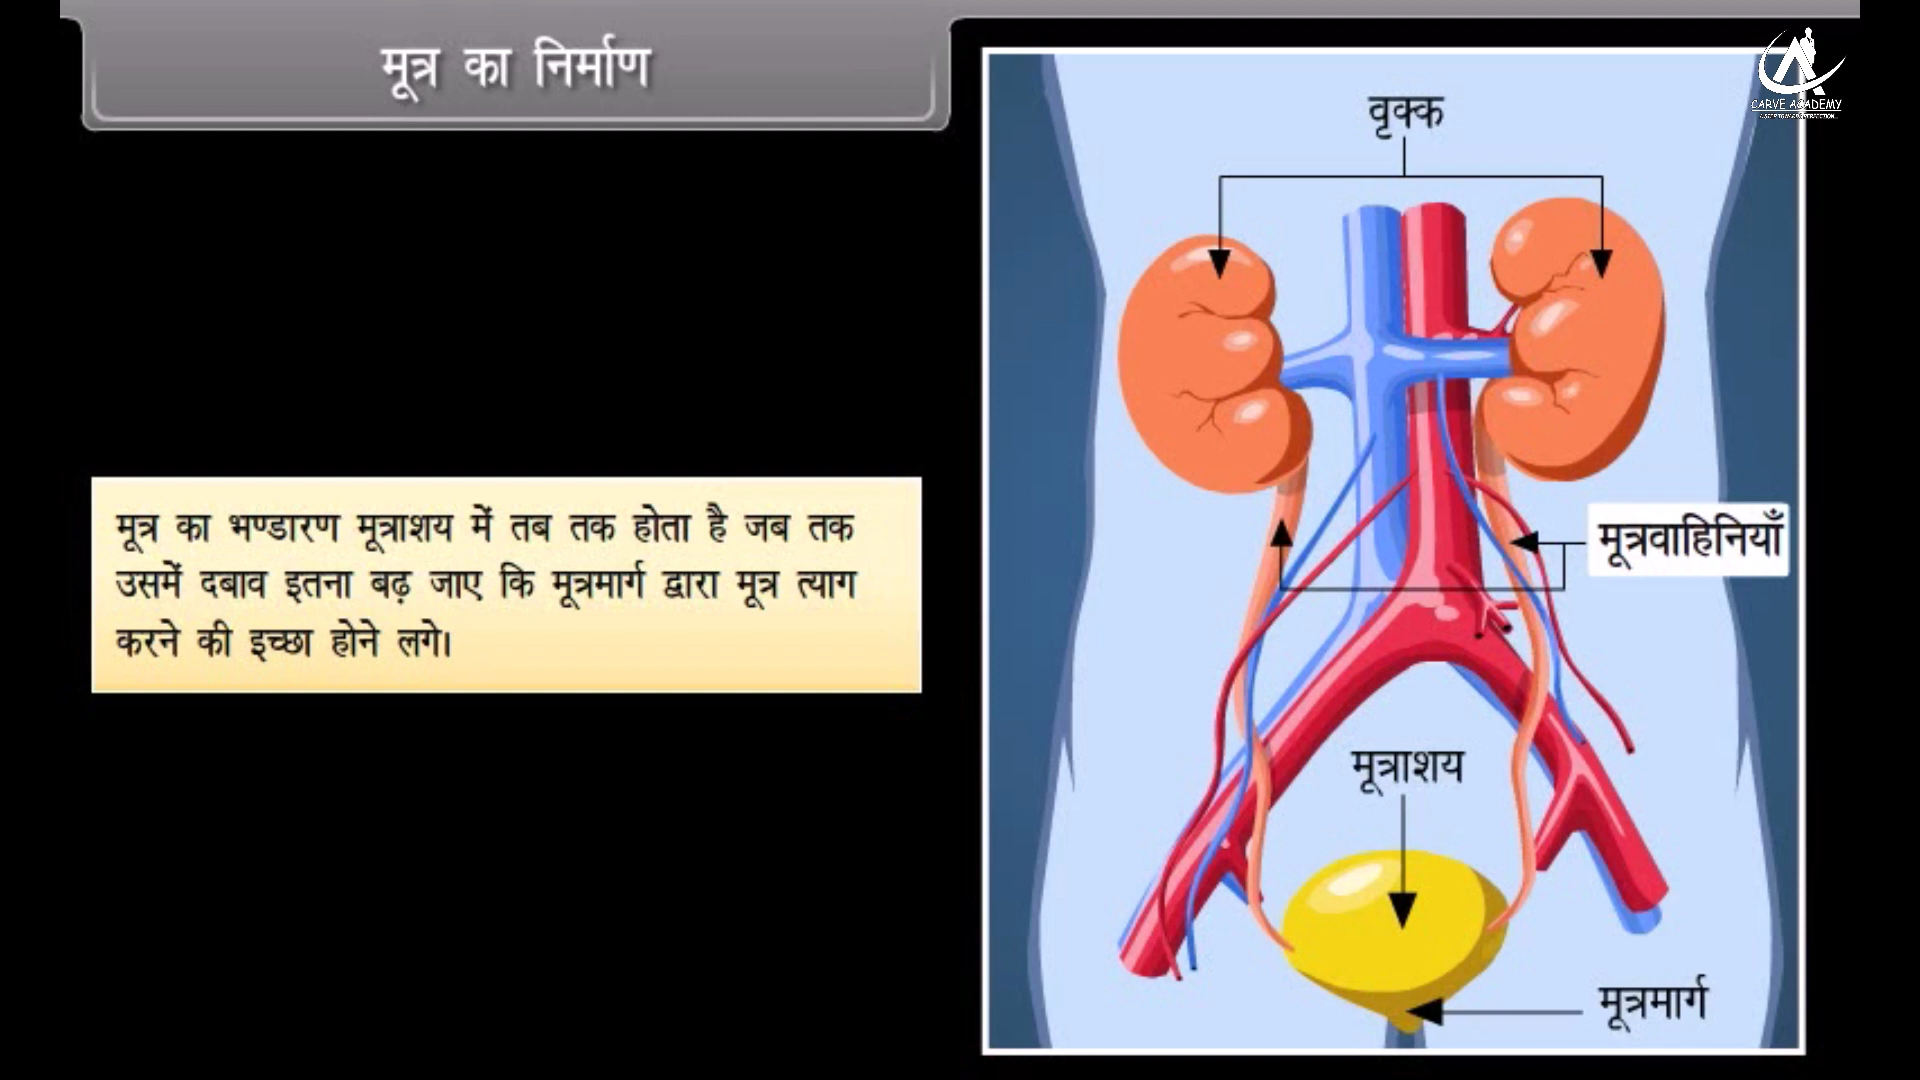 मूत्र का निर्माण
CARVE ACADEMY
वृक्क
मूत्र का भण्डारण मूत्राशय में तब तक होता है जब तक
उसमें दबाव इतना बढ़ जाए कि मूत्रमार्ग द्वारा मूत्र त्याग
करने की इच्छा होने लगे।
मूत्रवाहिनियाँ
मूत्राशय
मूत्रमार्ग